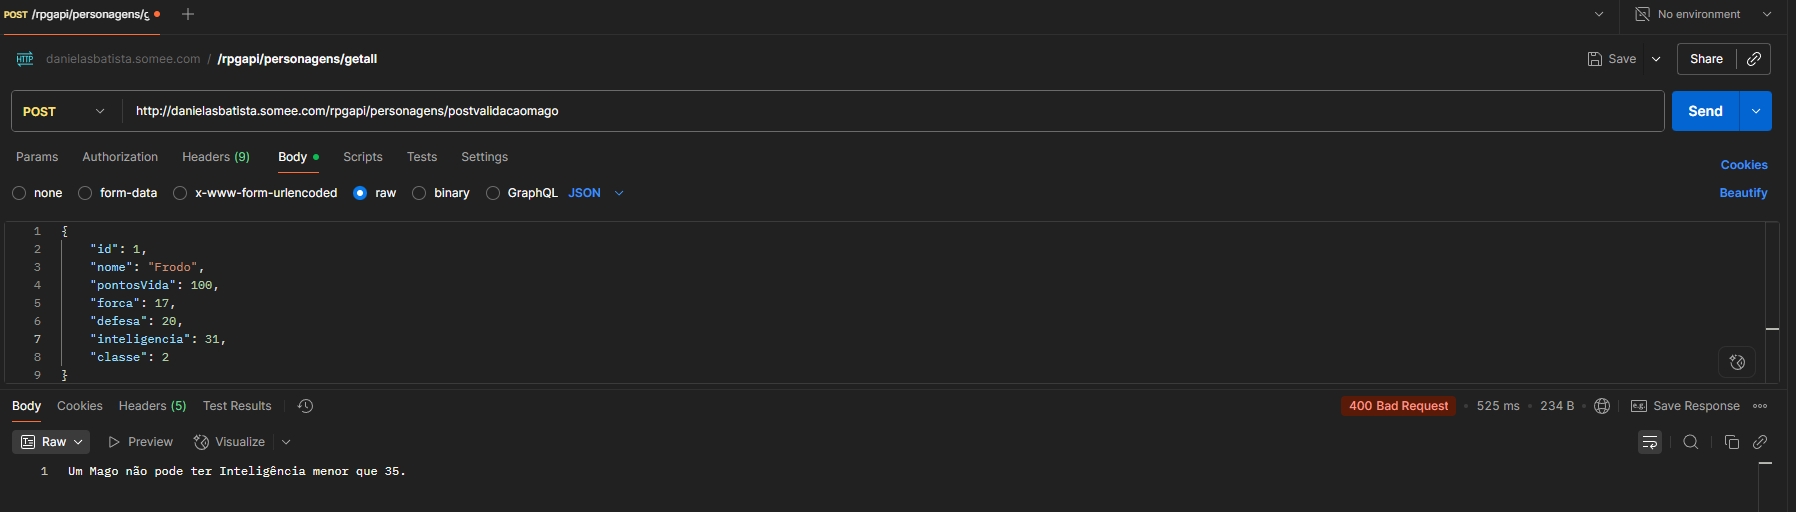 POST /rpgapi/personagens/g
No environment
HTTP danielasbatista.somee.com / /rpgapi/personagens/getall
Save
Share
POST
http://danielasbatista.somee.com/rpgapi/personagens/postvalidacaomago
Send
Params Authorization Headers (9) Body Scripts Tests Settings
Cookies
none form-data x-www-form-urlencoded raw binary GraphQL JSON
Beautify
1 {
2 "id": 1,
3 "nome": "Frodo",
4 "pontosVida": 100,
5 "forca": 17,
6 "defesa": 20,
7 "inteligencia": 31,
8 "classe": 2
9 }
Body Cookies Headers (5) Test Results
400 Bad Request • 525 ms • 234 B
e.g. Save Response
Raw Preview Visualize
1 Um Mago não pode ter Inteligência menor que 35.